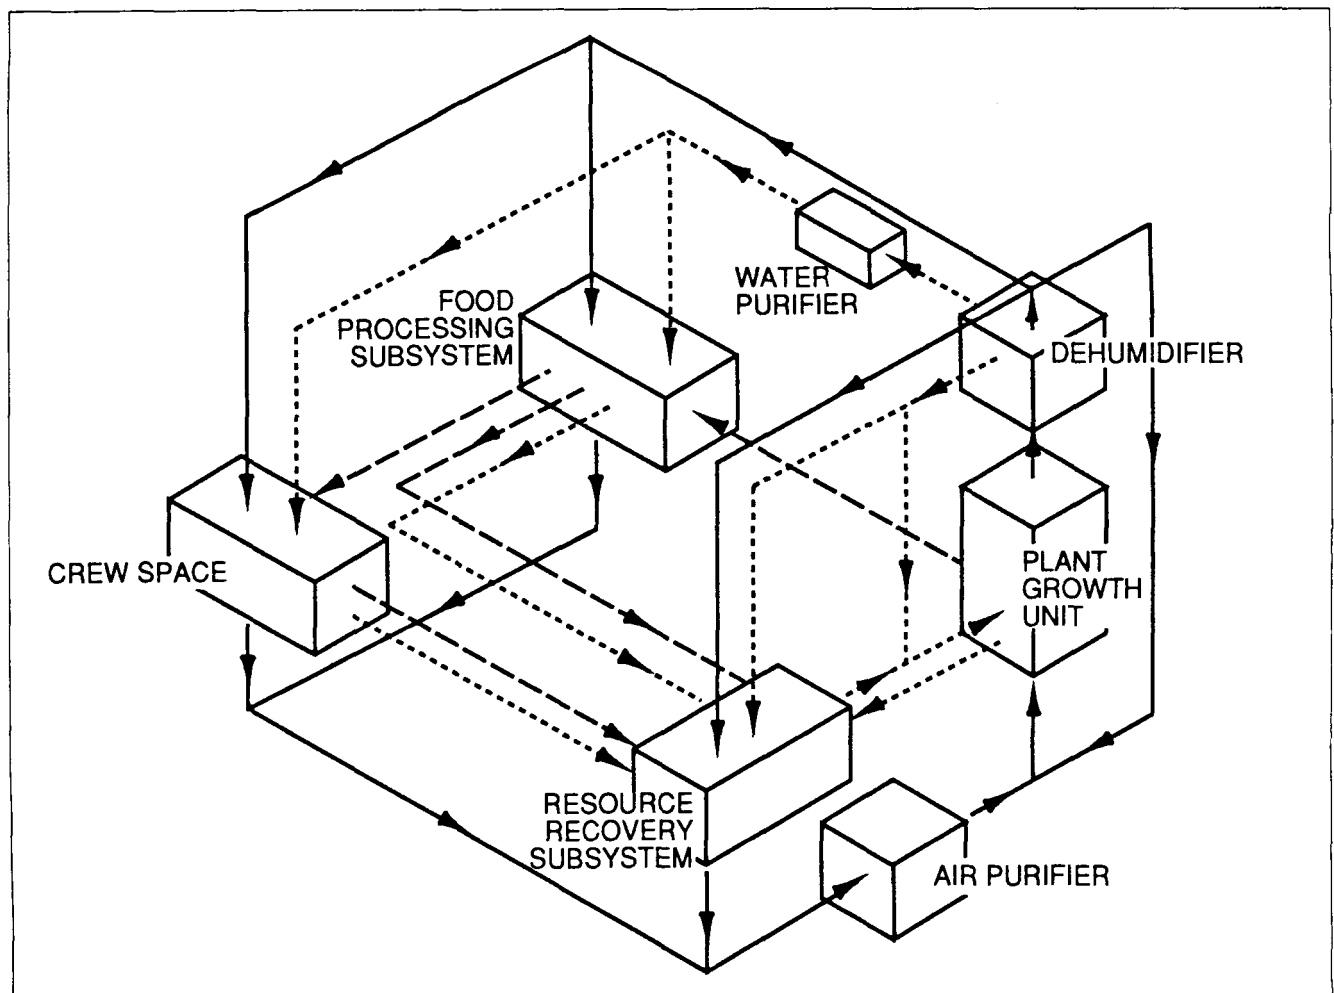 WATER
PURIFIER
FOOD
PROCESSING
SUBSYSTEM
DEHUMIDIFIER
CREW SPACE
PLANT
GROWTH
UNIT
RESOURCE
RECOVERY
SUBSYSTEM
AIR PURIFIER